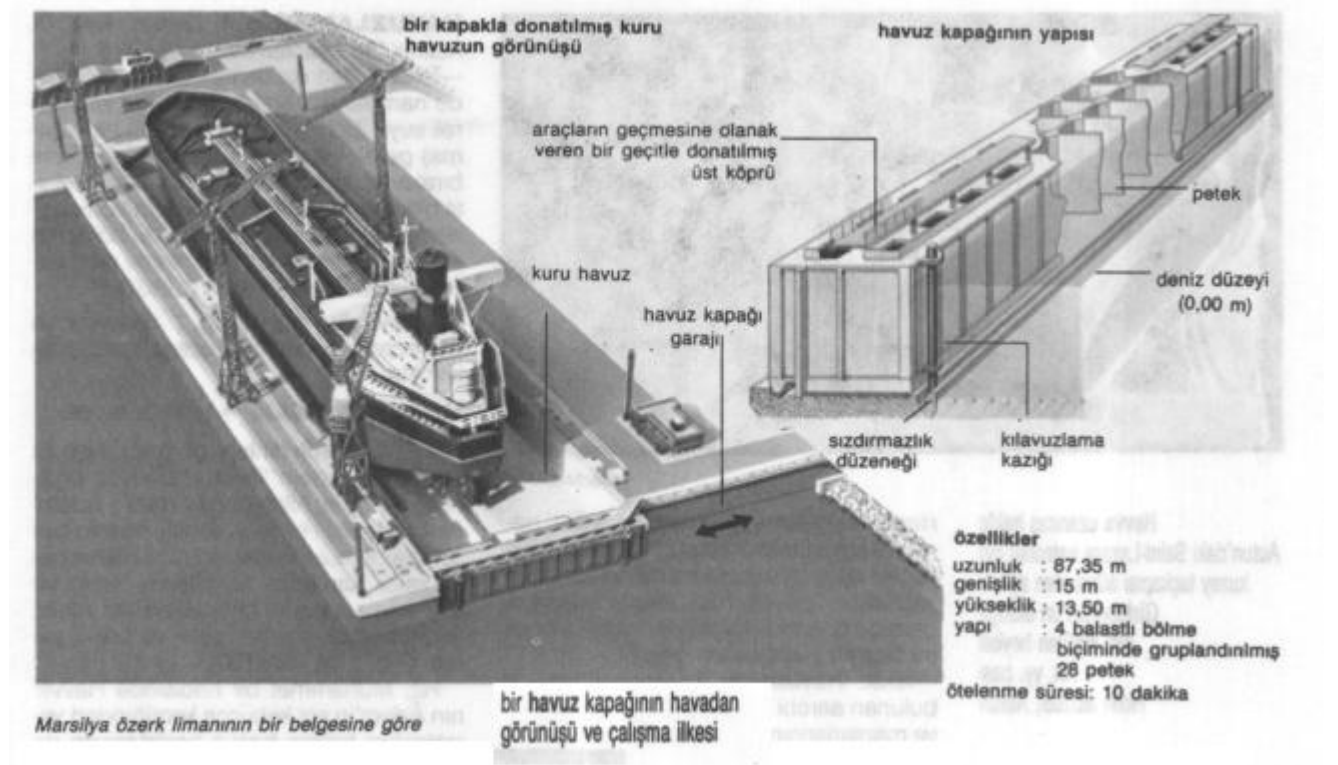 bir kapakla donatılmış kuru
havuzun görünüşü
havuz kapağının yapısı
araçların geçmesine olanak
veren bir geçitle donatılmış
üst köprü
petek
kuru havuz
havuz kapağı
garajı
deniz düzeyi
(0,00 m)
sızdırmazlık
düzeneği
kılavuzlama
kazığı
özellikler
uzunluk : 87,35 m
genişlik : 15 m
yükseklik : 13,50 m
yapı : 4 balastlı bölme
biçiminde gruplandırılmış
28 petek
ötelenme süresi: 10 dakika
Marsilya özerk limanının bir belgesine göre
bir havuz kapağının havadan
görünüşü ve çalışma ilkesi